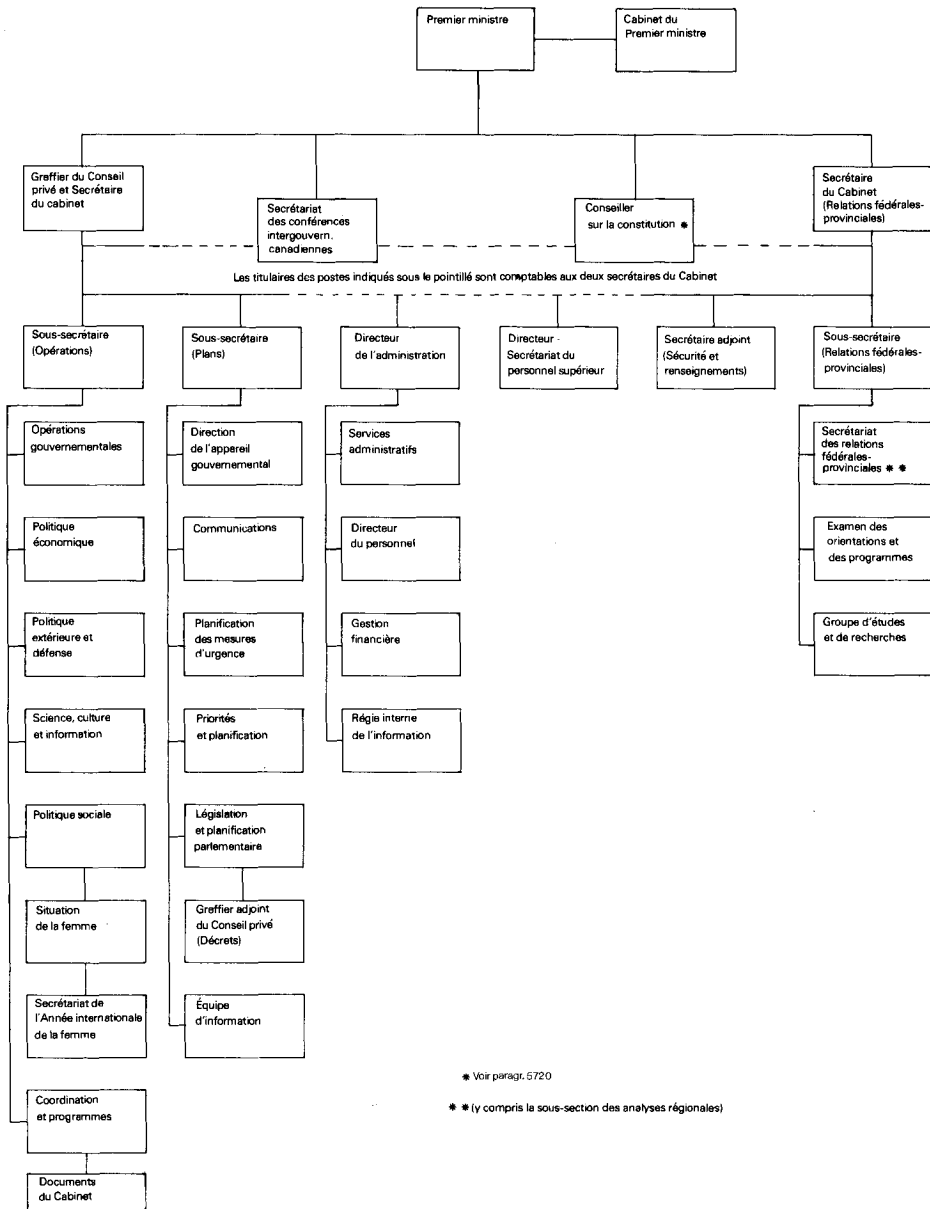 Premier ministre
Cabinet du
Premier ministre
Greffier du Conseil
privé et Secrétaire
du cabinet
Secrétariat
des conférences
intergouvern.
canadiennes
Conseiller
sur la constitution *
Secrétaire
du Cabinet
(Relations fédérales-
provinciales)
Les titulaires des postes indiqués sous le pointillé sont comptables aux deux secrétaires du Cabinet
Sous-secrétaire
(Opérations)
Sous-secrétaire
(Plans)
Directeur
de l'administration
Directeur -
Secrétariat du
personnel supérieur
Secrétaire adjoint
(Sécurité et
renseignements)
Sous-secrétaire
(Relations fédérales-
provinciales)
Opérations
gouvernementales
Direction
de l'appareil
gouvernemental
Services
administratifs
Secrétariat
des relations
fédérales-
provinciales * *
Politique
économique
Communications
Directeur
du personnel
Examen des
orientations et
des programmes
Politique
extérieure et
défense
Planification
des mesures
d'urgence
Gestion
financière
Groupe d'études
et de recherches
Science, culture
et information
Priorités
et planification
Régie interne
de l'information
Politique sociale
Législation
et planification
parlementaire
Situation
de la femme
Greffier adjoint
du Conseil privé
(Décrets)
Secrétariat de
l'Année internationale
de la femme
Équipe
d'information
* Voir paragr. 5720
* * (y compris la sous-section des analyses régionales)
Coordination
et programmes
Documents
du Cabinet